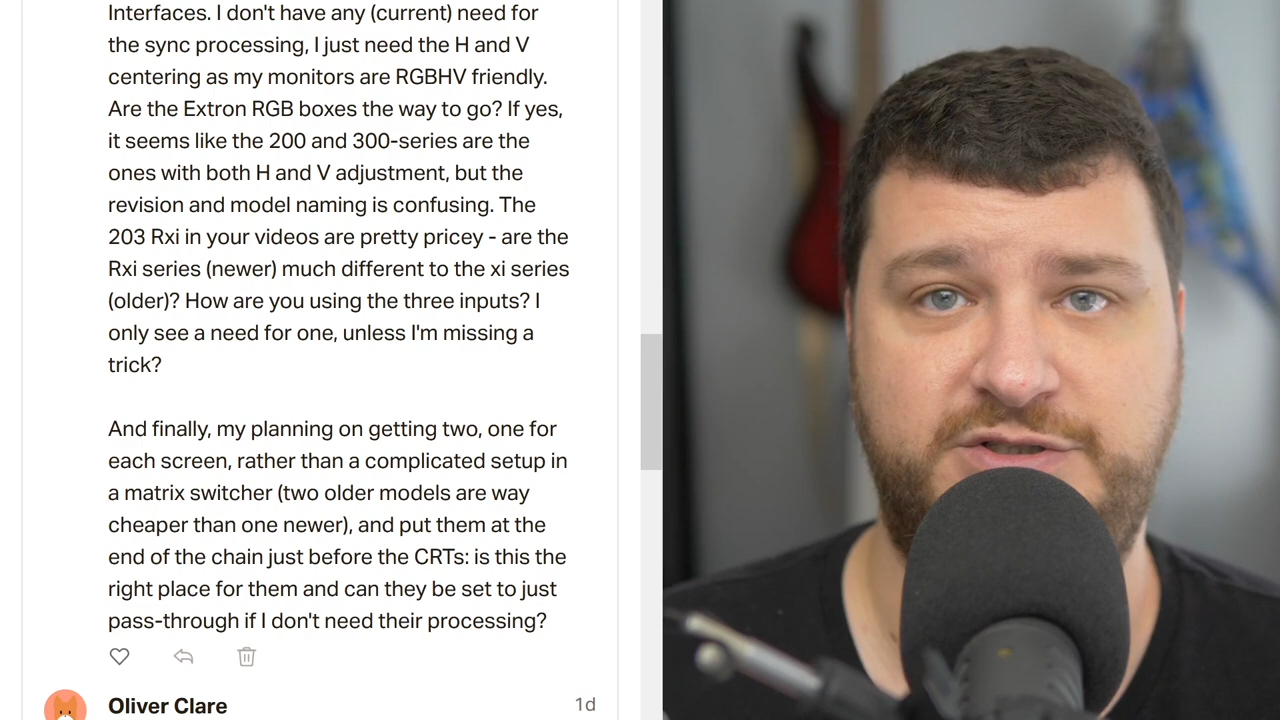 Interfaces. I don't have any (current) need for
the sync processing, I just need the H and V
centering as my monitors are RGBHV friendly.
Are the Extron RGB boxes the way to go? If yes,
it seems like the 200 and 300-series are the
ones with both H and V adjustment, but the
revision and model naming is confusing. The
203 Rxi in your videos are pretty pricey - are the
Rxi series (newer) much different to the xi series
(older)? How are you using the three inputs? I
only see a need for one, unless I'm missing a
trick?
And finally, my planning on getting two, one for
each screen, rather than a complicated setup in
a matrix switcher (two older models are way
cheaper than one newer), and put them at the
end of the chain just before the CRTs: is this the
right place for them and can they be set to just
pass-through if I don't need their processing?
Oliver Clare
1d